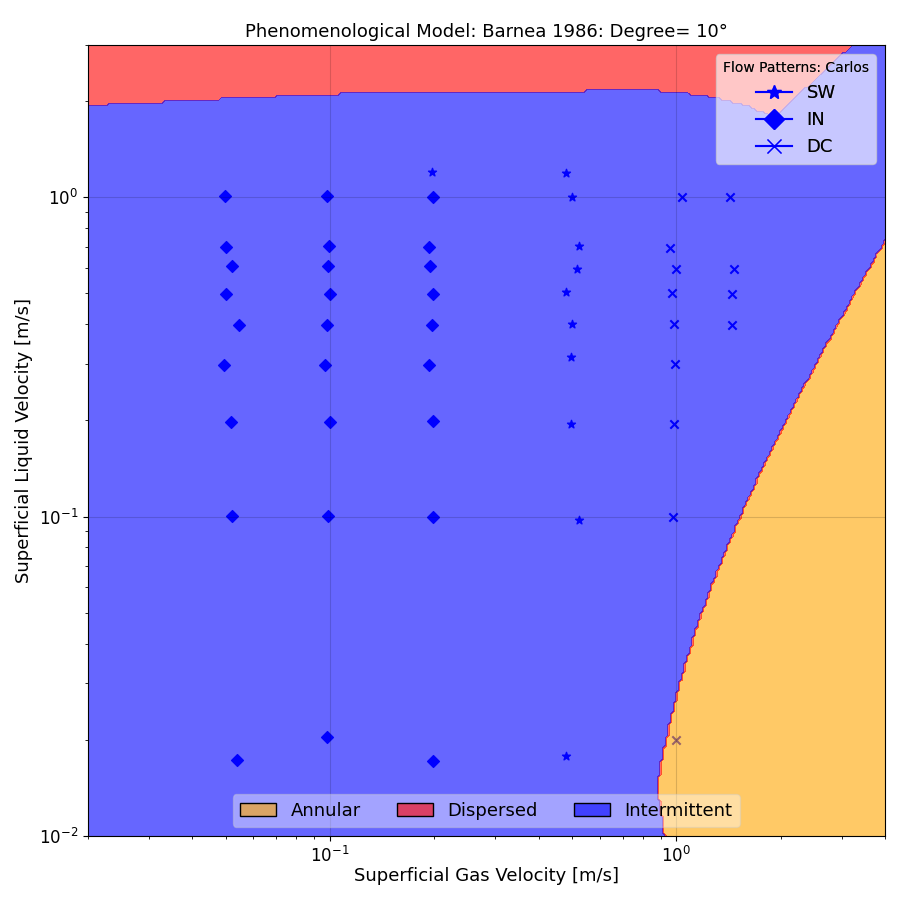 Phenomenological Model: Barnea 1986: Degree= 10°
Flow Patterns: Carlos
SW
IN
DC
Superficial Liquid Velocity [m/s]
10⁰
10⁻¹
10⁻²
Annular Dispersed Intermittent
10⁻¹ 10⁰
Superficial Gas Velocity [m/s]